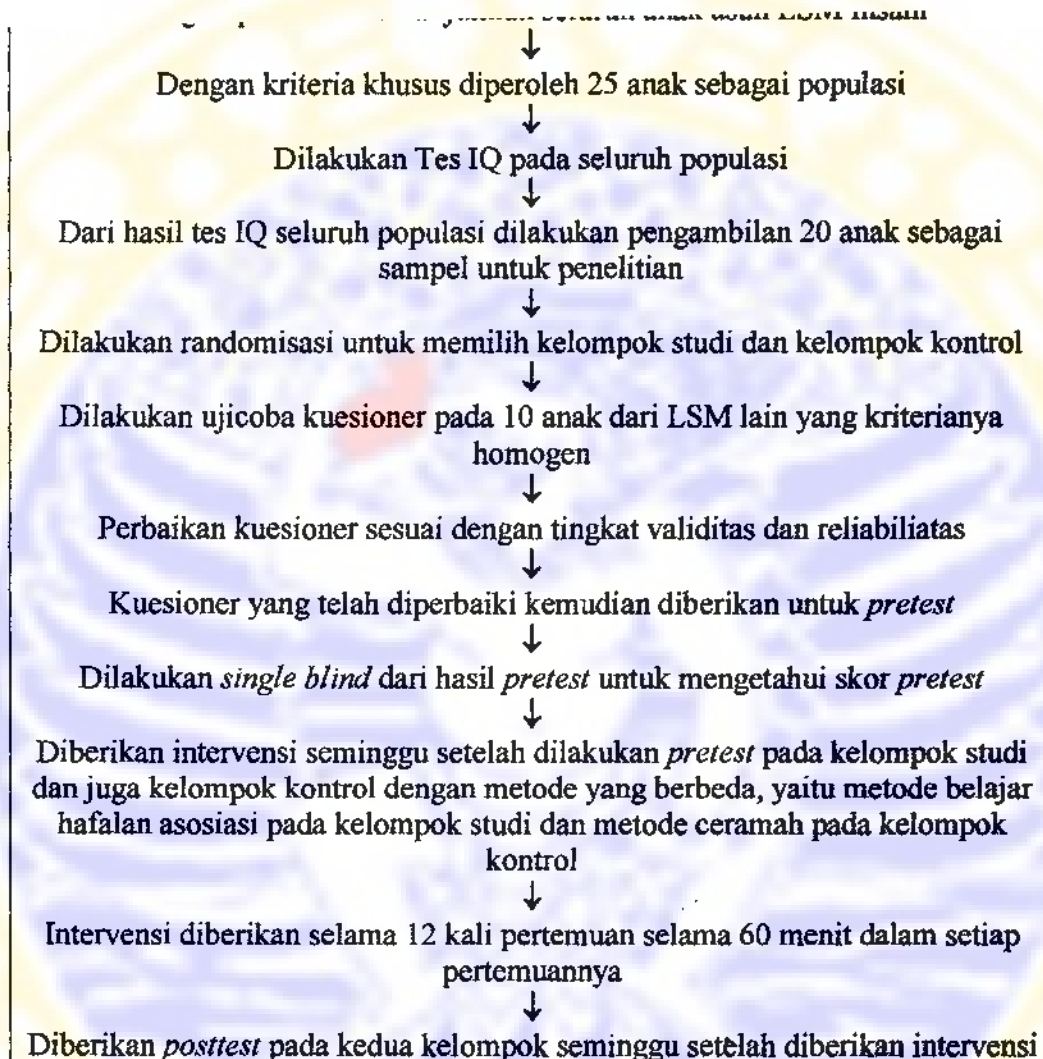 seluruh anak asuh LSM Insani
↓
Dengan kriteria khusus diperoleh 25 anak sebagai populasi
↓
Dilakukan Tes IQ pada seluruh populasi
↓
Dari hasil tes IQ seluruh populasi dilakukan pengambilan 20 anak sebagai
sampel untuk penelitian
↓
Dilakukan randomisasi untuk memilih kelompok studi dan kelompok kontrol
↓
Dilakukan ujicoba kuesioner pada 10 anak dari LSM lain yang kriterianya
homogen
↓
Perbaikan kuesioner sesuai dengan tingkat validitas dan reliabiliatas
↓
Kuesioner yang telah diperbaiki kemudian diberikan untuk pretest
↓
Dilakukan single blind dari hasil pretest untuk mengetahui skor pretest
↓
Diberikan intervensi seminggu setelah dilakukan pretest pada kelompok studi
dan juga kelompok kontrol dengan metode yang berbeda, yaitu metode belajar
hafalan asosiasi pada kelompok studi dan metode ceramah pada kelompok
kontrol
↓
Intervensi diberikan selama 12 kali pertemuan selama 60 menit dalam setiap
pertemuannya
↓
Diberikan posttest pada kedua kelompok seminggu setelah diberikan intervensi